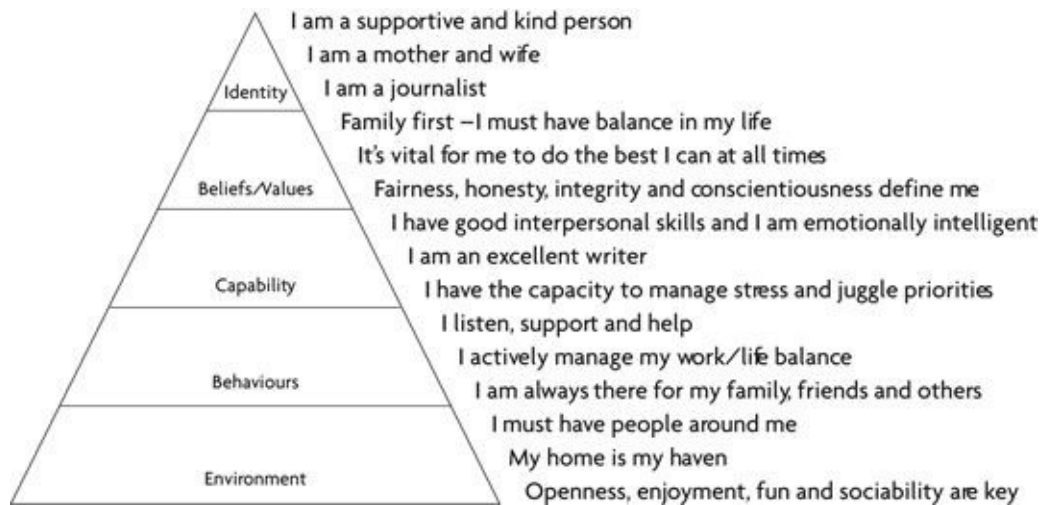 I am a supportive and kind person
I am a mother and wife
Identity
I am a journalist
Family first – I must have balance in my life
It's vital for me to do the best I can at all times
Beliefs/Values
Fairness, honesty, integrity and conscientiousness define me
I have good interpersonal skills and I am emotionally intelligent
I am an excellent writer
Capability
I have the capacity to manage stress and juggle priorities
I listen, support and help
I actively manage my work/life balance
Behaviours
I am always there for my family, friends and others
I must have people around me
My home is my haven
Environment
Openness, enjoyment, fun and sociability are key